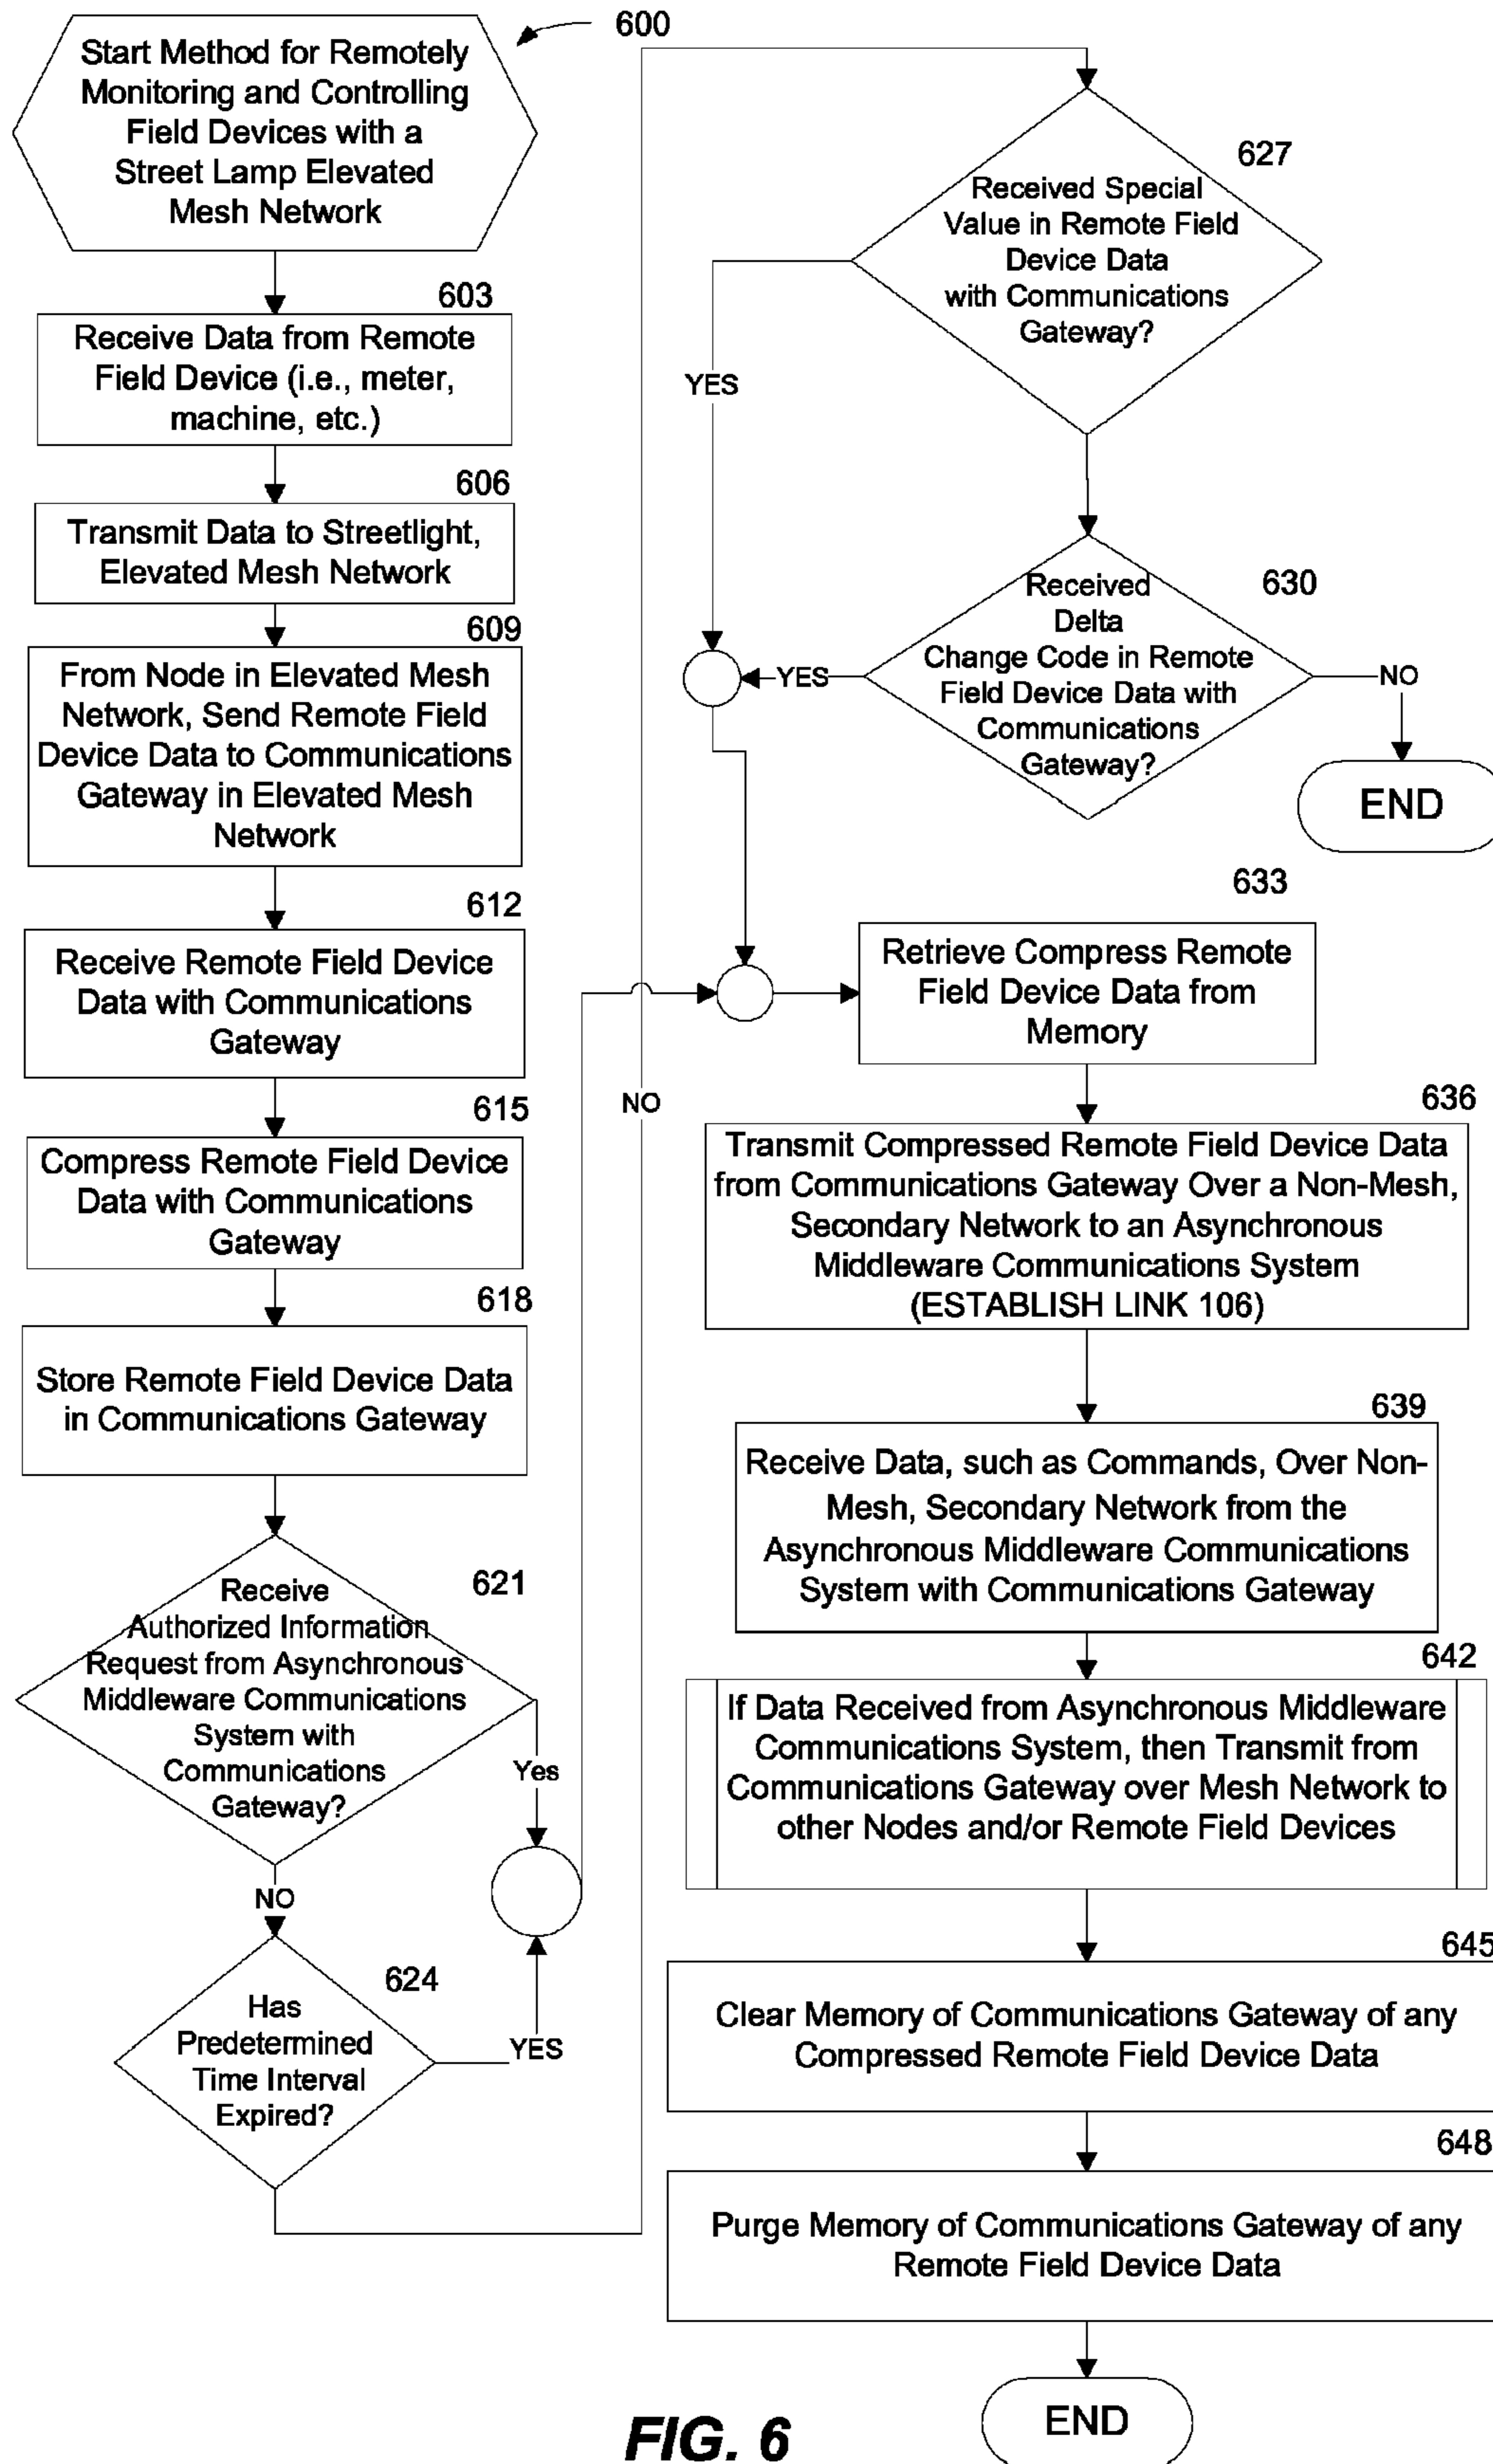 600
Start Method for Remotely
Monitoring and Controlling
Field Devices with a
Street Lamp Elevated
Mesh Network
603
Receive Data from Remote
Field Device (i.e., meter,
machine, etc.)
606
Transmit Data to Streetlight,
Elevated Mesh Network
609
From Node in Elevated Mesh
Network, Send Remote Field
Device Data to Communications
Gateway in Elevated Mesh
Network
612
Receive Remote Field Device
Data with Communications
Gateway
615
Compress Remote Field Device
Data with Communications
Gateway
618
Store Remote Field Device Data
in Communications Gateway
621
Receive
Authorized Information
Request from Asynchronous
Middleware Communications
System with
Communications
Gateway?
Yes
NO
624
Has
Predetermined
Time Interval
Expired?
YES
NO
627
Received Special
Value in Remote Field
Device Data
with Communications
Gateway?
YES
630
Received
Delta
Change Code in Remote
Field Device Data with
Communications
Gateway?
YES
NO
END
633
Retrieve Compress Remote
Field Device Data from
Memory
636
Transmit Compressed Remote Field Device Data
from Communications Gateway Over a Non-Mesh,
Secondary Network to an Asynchronous
Middleware Communications System
(ESTABLISH LINK 106)
639
Receive Data, such as Commands, Over Non-
Mesh, Secondary Network from the
Asynchronous Middleware Communications
System with Communications Gateway
642
If Data Received from Asynchronous Middleware
Communications System, then Transmit from
Communications Gateway over Mesh Network to
other Nodes and/or Remote Field Devices
645
Clear Memory of Communications Gateway of any
Compressed Remote Field Device Data
648
Purge Memory of Communications Gateway of any
Remote Field Device Data
END
FIG. 6